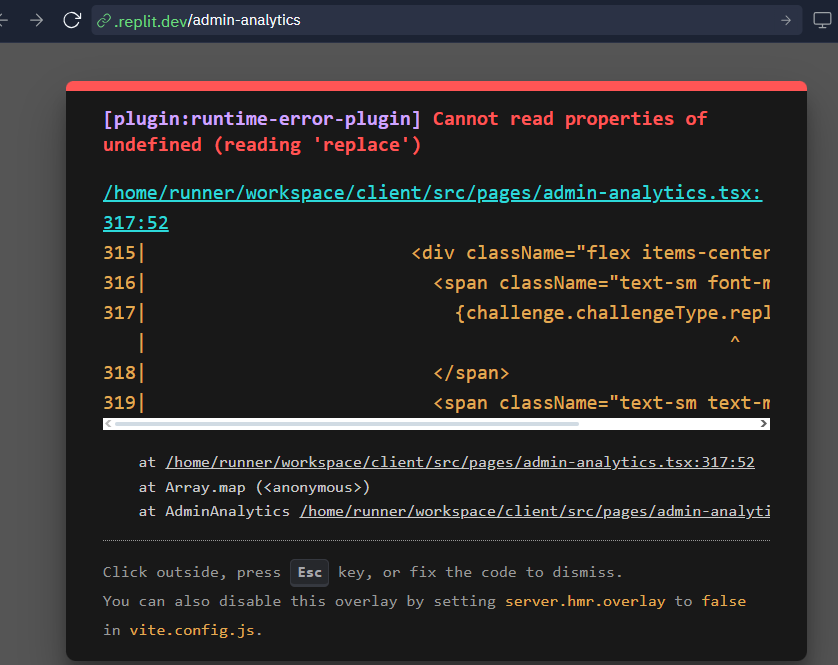 .replit.dev/admin-analytics
[plugin:runtime-error-plugin] Cannot read properties of
undefined (reading 'replace')
/home/runner/workspace/client/src/pages/admin-analytics.tsx:
317:52
315| <div className="flex items-center
316| <span className="text-sm font-m
317| {challenge.challengeType.repl
| ^
318| </span>
319| <span className="text-sm text-m
at /home/runner/workspace/client/src/pages/admin-analytics.tsx:317:52
at Array.map (<anonymous>)
at AdminAnalytics /home/runner/workspace/client/src/pages/admin-analyti
Click outside, press Esc key, or fix the code to dismiss.
You can also disable this overlay by setting server.hmr.overlay to false
in vite.config.js.